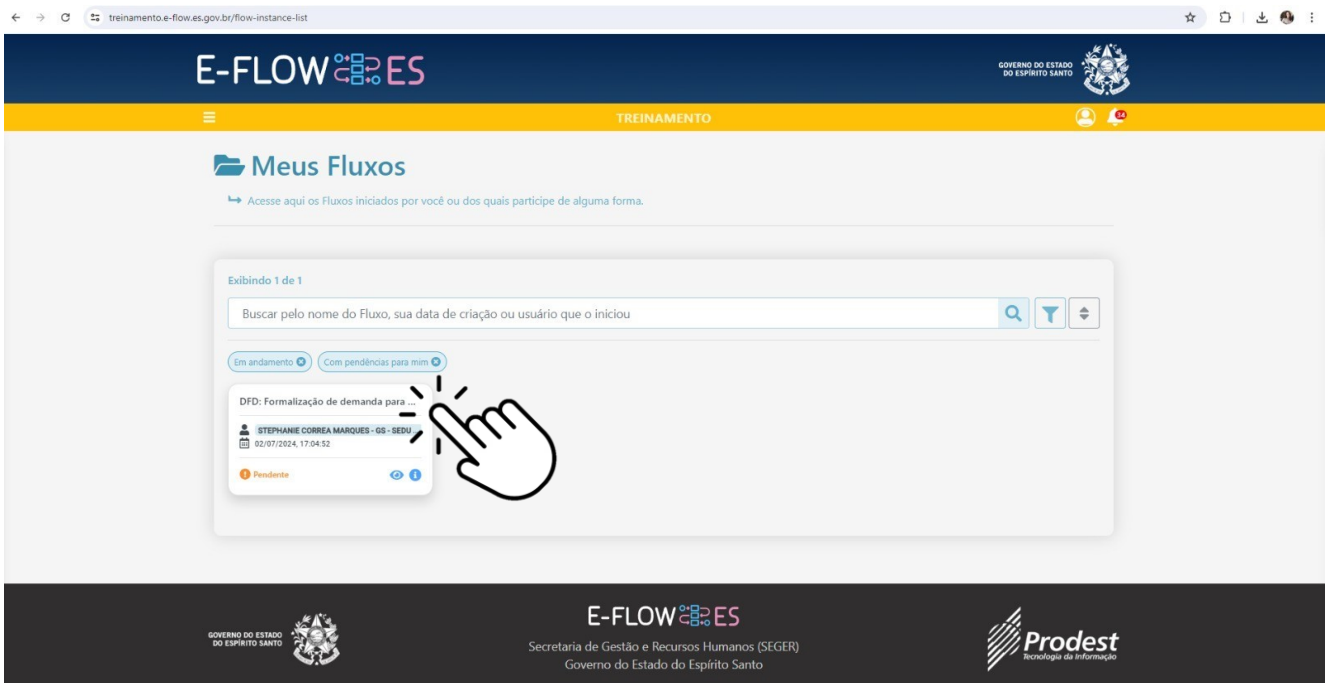 treinamento.e-flow.es.gov.br/flow-instance-list
E-FLOW ES
GOVERNO DO ESTADO
DO ESPÍRITO SANTO
TREINAMENTO
34
Meus Fluxos
Acesse aqui os Fluxos iniciados por você ou dos quais participe de alguma forma.
Exibindo 1 de 1
Buscar pelo nome do Fluxo, sua data de criação ou usuário que o iniciou
Em andamento
Com pendências para mim
DFD: Formalização de demanda para ...
STEPHANIE CORREA MARQUES - GS - SEDU ...
02/07/2024, 17:04:52
Pendente
GOVERNO DO ESTADO
DO ESPÍRITO SANTO
E-FLOW ES
Secretaria de Gestão e Recursos Humanos (SEGER)
Governo do Estado do Espírito Santo
Prodest
Tecnologia da Informação